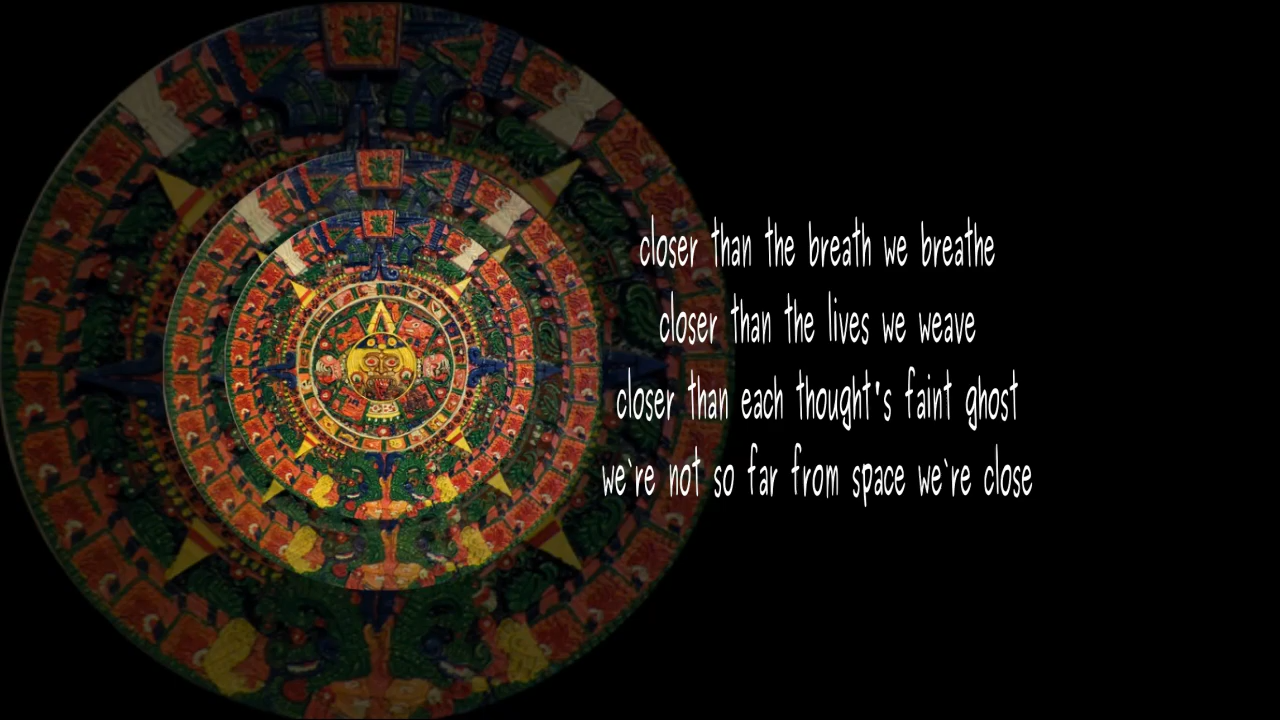 closer than the breath we breathe
closer than the lives we weave
closer than each thought's faint ghost
we`re not so far from space we`re close